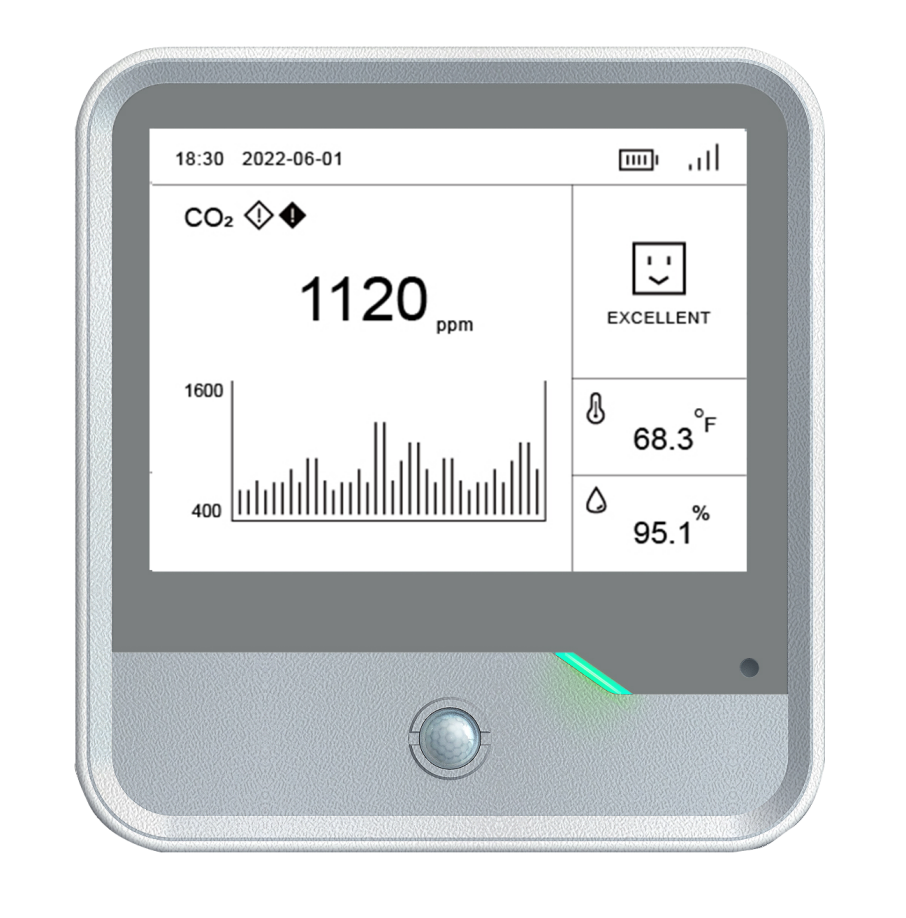 18:30 2022-06-01
CO₂
1120 ppm
1600
400
EXCELLENT
68.3 °F
95.1 %